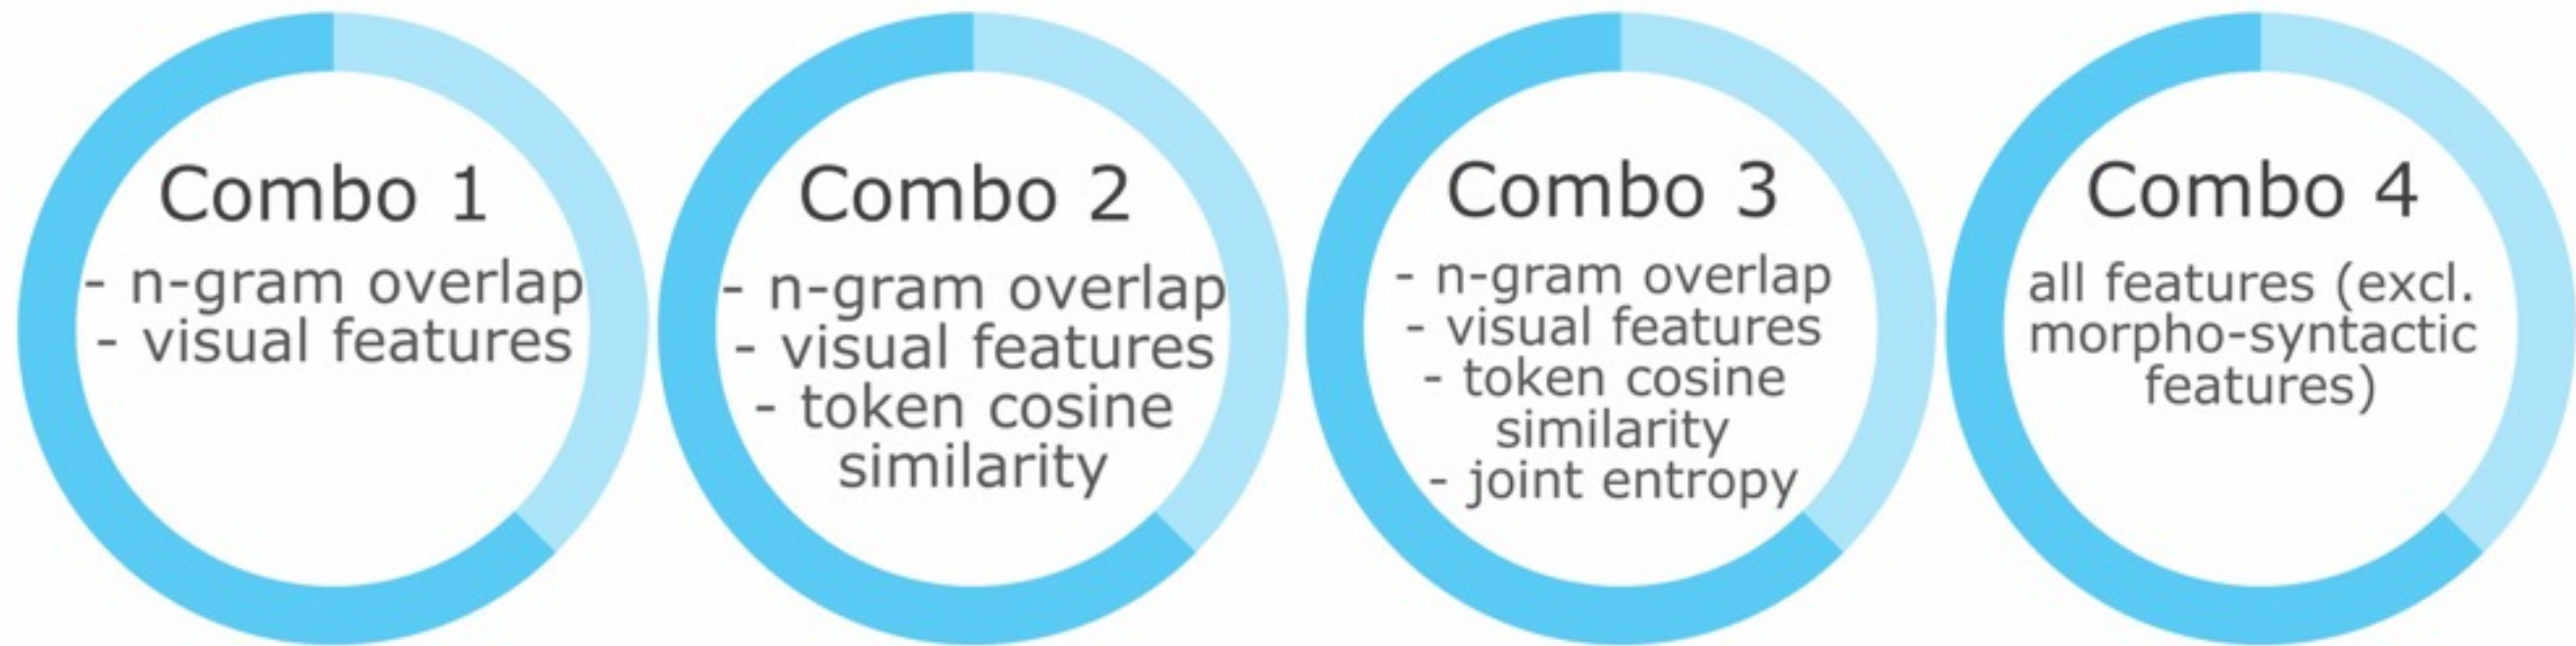 Combo 1
- n-gram overlap
- visual features
Combo 2
- n-gram overlap
- visual features
- token cosine
similarity
Combo 3
- n-gram overlap
- visual features
- token cosine
similarity
- joint entropy
Combo 4
all features (excl.
morpho-syntactic
features)